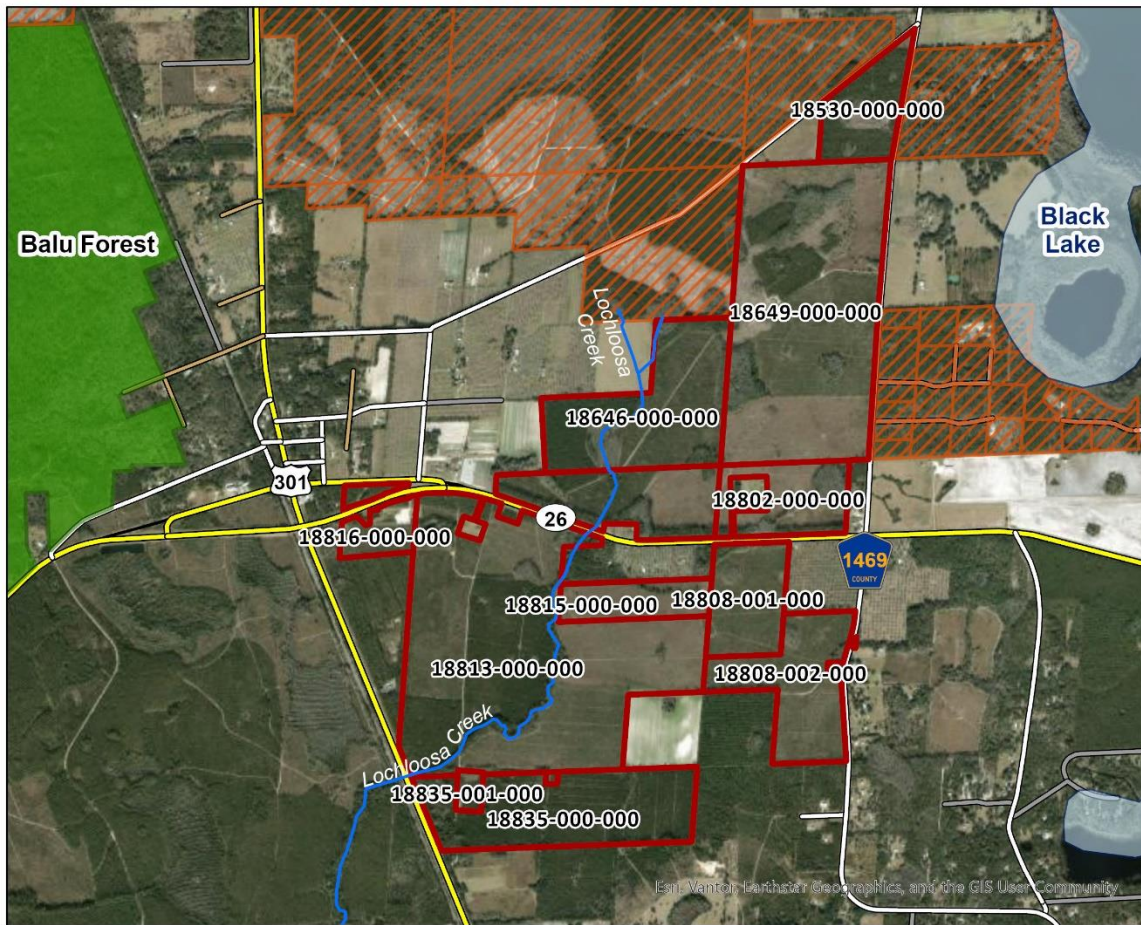 18530-000-000
Balu Forest
Black
Lake
Lochloosa
Creek
18649-000-000
18646-000-000
301
18802-000-000
26
18816-000-000
1469
COUNTY
18815-000-000
18808-001-000
18813-000-000
18808-002-000
Lochloosa Creek
18835-001-000
18835-000-000
Esri, Vantor, Earthstar Geographics, and the GIS User Community